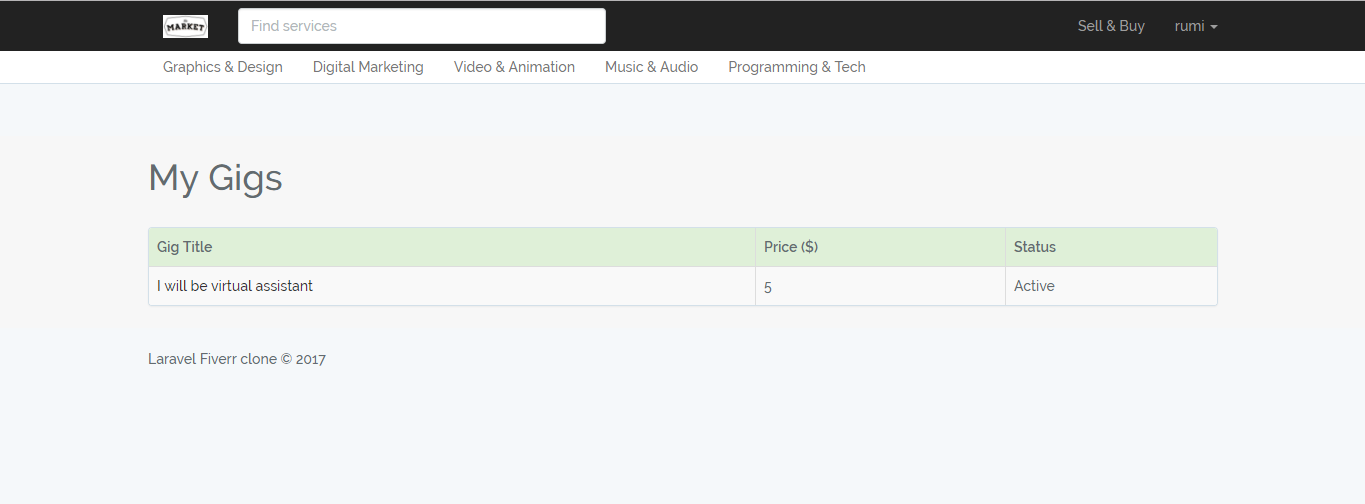 MARKET
Find services
Sell & Buy
rumi
Graphics & Design
Digital Marketing
Video & Animation
Music & Audio
Programming & Tech
My Gigs
Gig Title
Price ($)
Status
I will be virtual assistant
5
Active
Laravel Fiverr clone © 2017